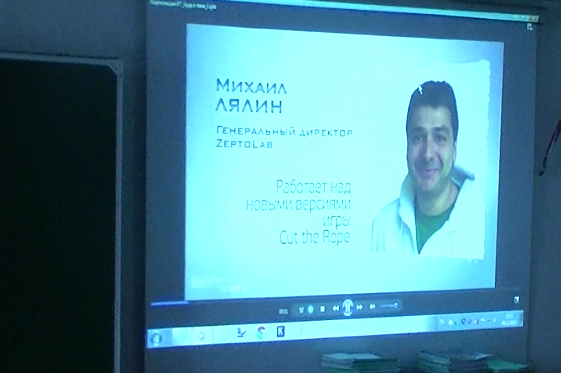 Михаил
Лялин
Генеральный директор
ZeptoLab
Работает над
новыми версиями
игры
Cut the Rope